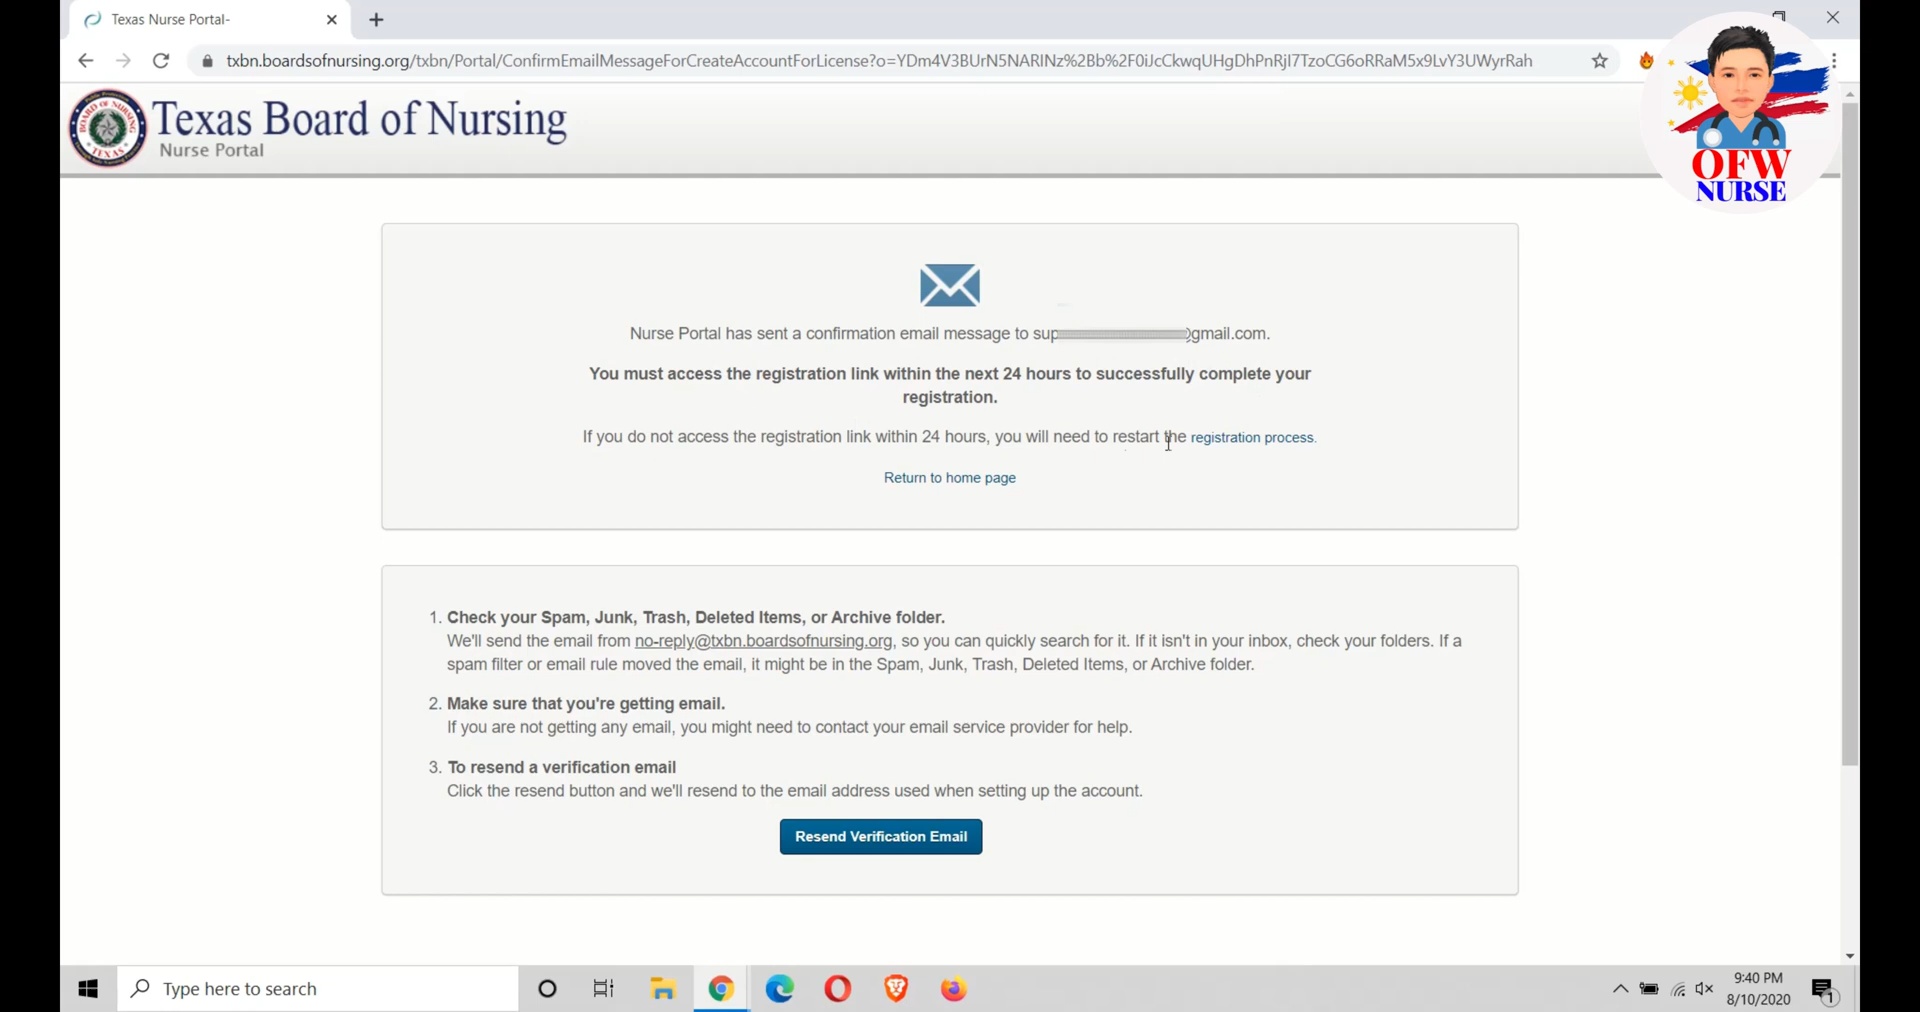 Texas Nurse Portal-
txbn.boardsofnursing.org/txbn/Portal/ConfirmEmailMessageForCreateAccountForLicense?o=YDm4V3BUrN5NARlNz%2Bb%2F0iJcCkwqUHgDhPnRjI7TzoCG6oRRaM5x9LvY3UWyrRah
OFW
NURSE
BOARD OF NURSING
TEXAS
Texas Board of Nursing
Nurse Portal
Nurse Portal has sent a confirmation email message to sup @gmail.com.
You must access the registration link within the next 24 hours to successfully complete your
registration.
If you do not access the registration link within 24 hours, you will need to restart the registration process.
Return to home page
1. Check your Spam, Junk, Trash, Deleted Items, or Archive folder.
We'll send the email from no-reply@txbn.boardsofnursing.org, so you can quickly search for it. If it isn't in your inbox, check your folders. If a
spam filter or email rule moved the email, it might be in the Spam, Junk, Trash, Deleted Items, or Archive folder.
2. Make sure that you're getting email.
If you are not getting any email, you might need to contact your email service provider for help.
3. To resend a verification email
Click the resend button and we'll resend to the email address used when setting up the account.
Resend Verification Email
Type here to search
9:40 PM
8/10/2020
1